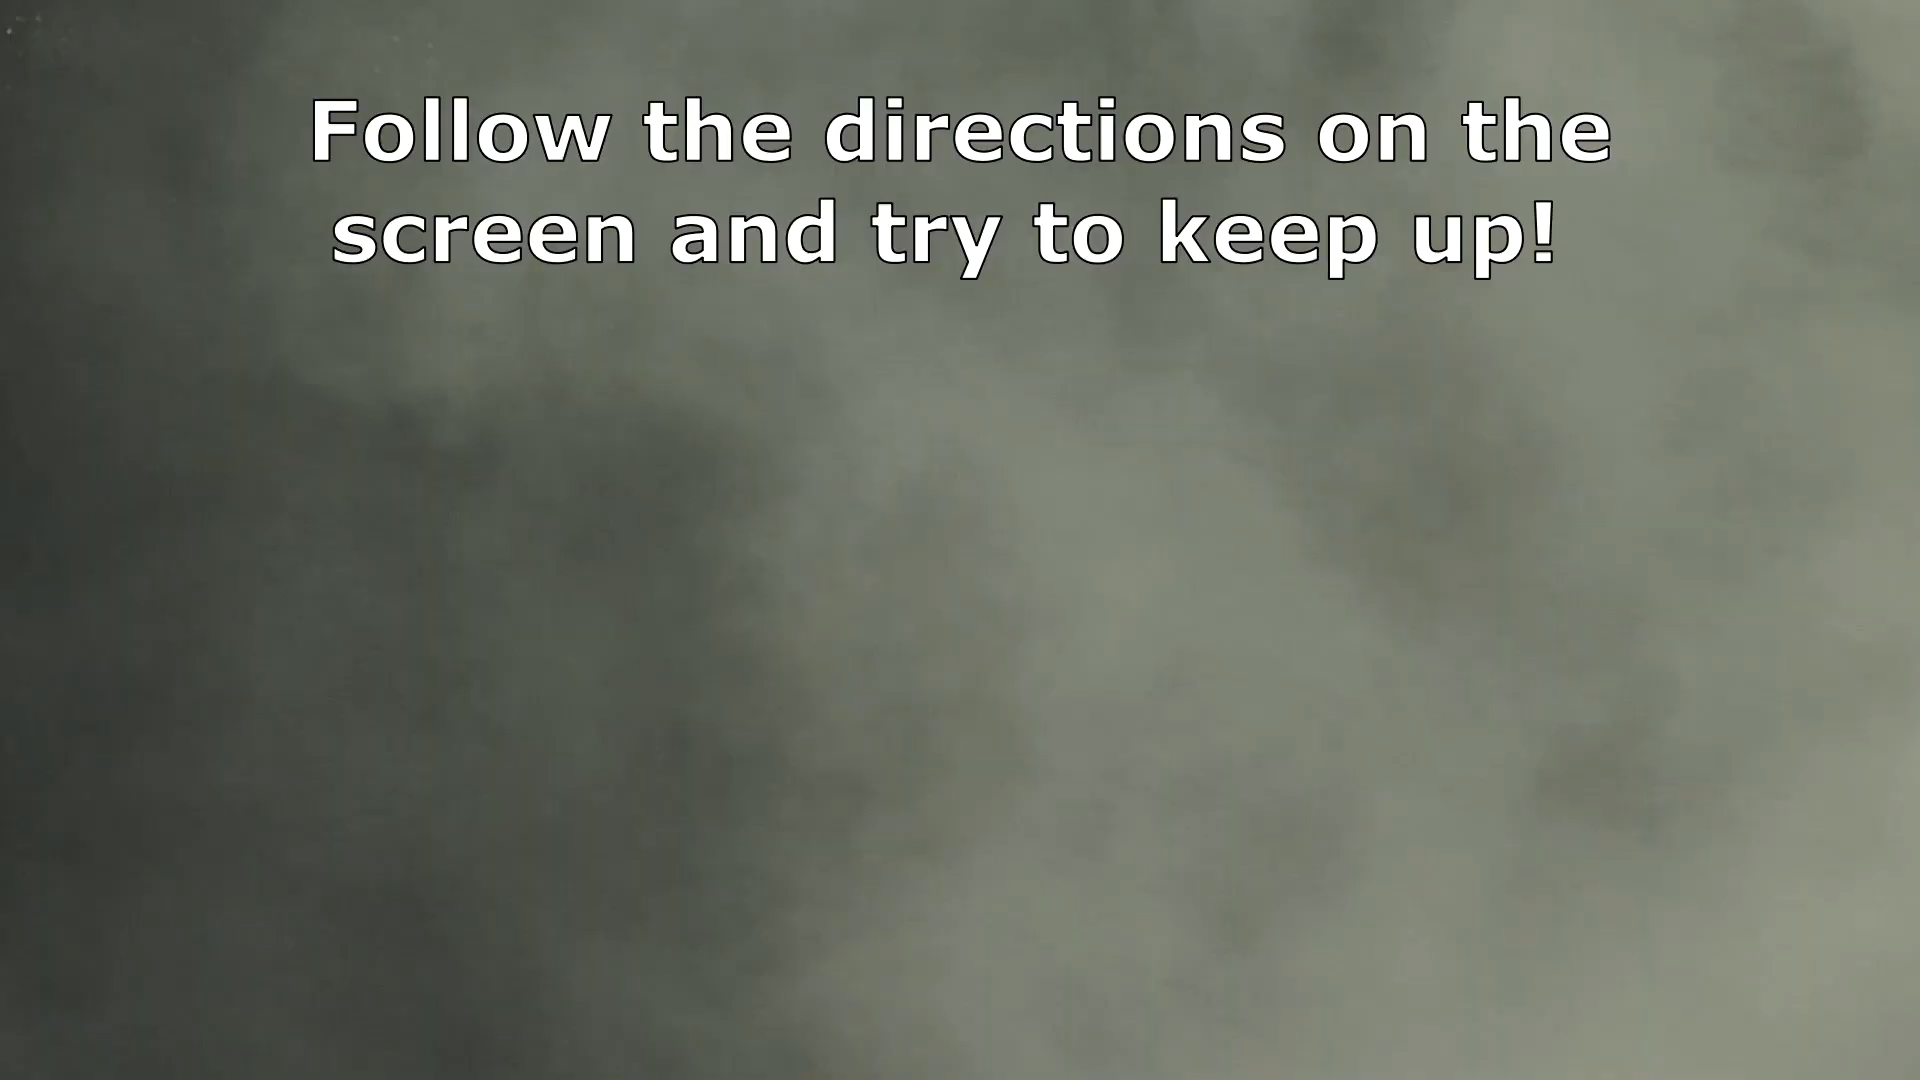 Follow the directions on the
screen and try to keep up!